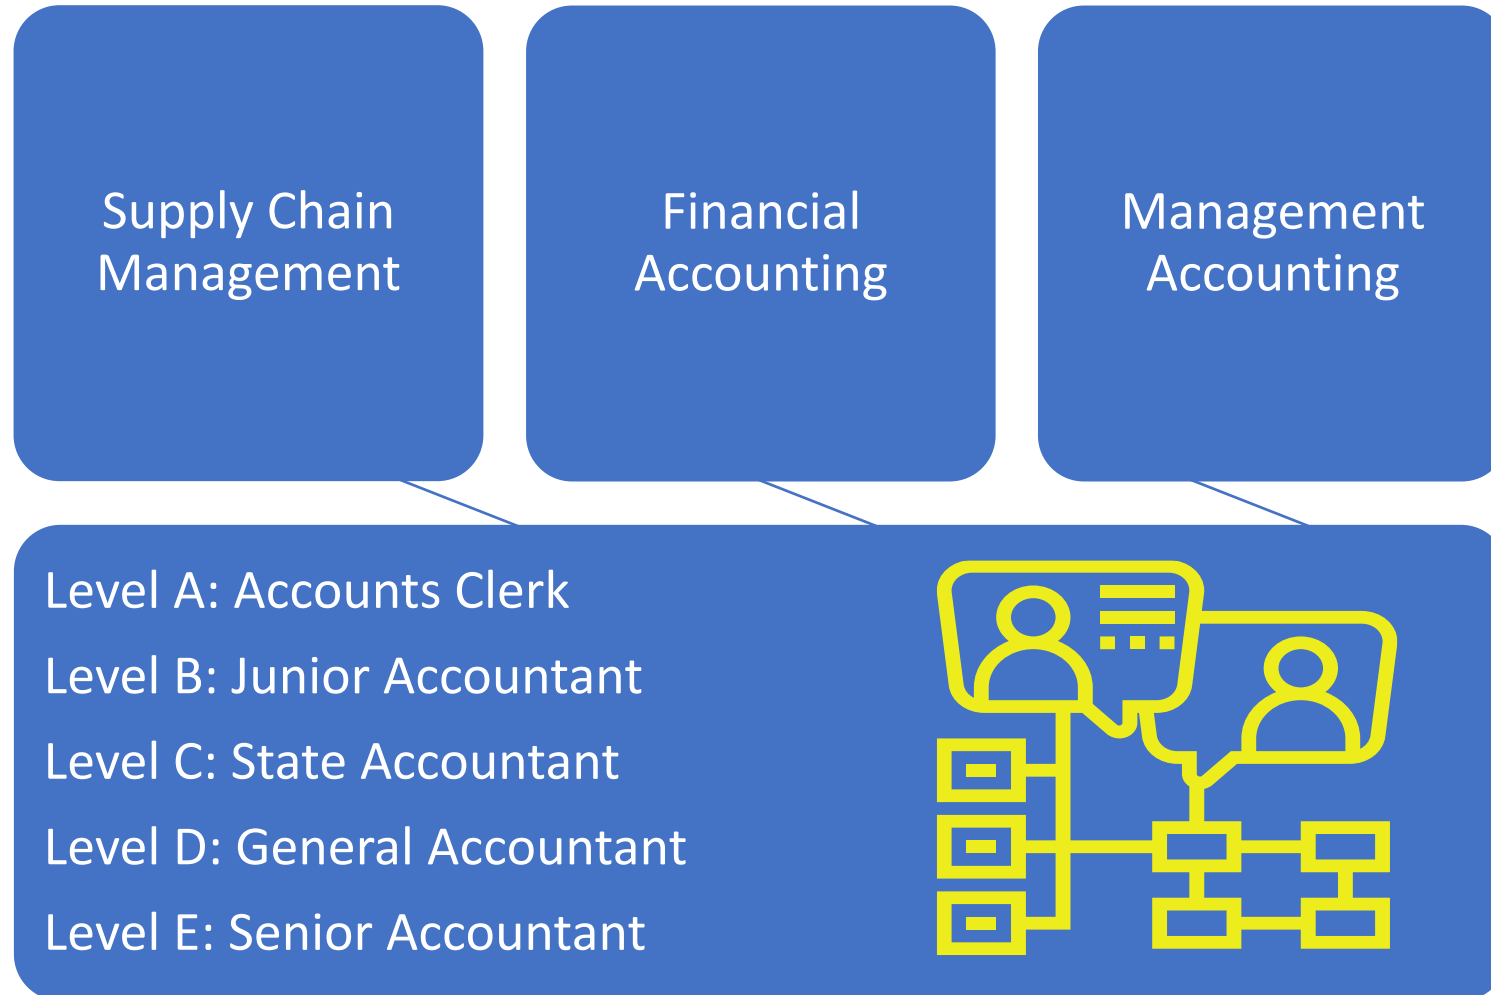 Supply Chain
Management
Financial
Accounting
Management
Accounting
Level A: Accounts Clerk
Level B: Junior Accountant
Level C: State Accountant
Level D: General Accountant
Level E: Senior Accountant